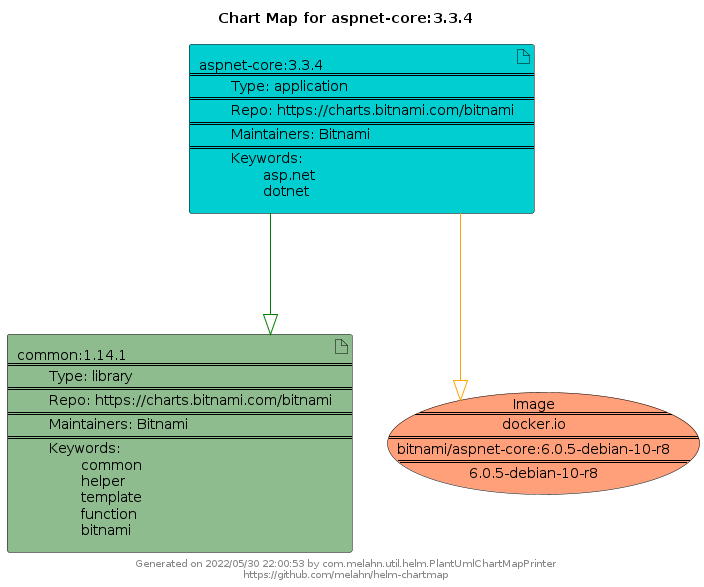 Chart Map for aspnet-core:3.3.4
aspnet-core:3.3.4
Type: application
Repo: https://charts.bitnami.com/bitnami
Maintainers: Bitnami
Keywords:
asp.net
dotnet
common:1.14.1
Type: library
Repo: https://charts.bitnami.com/bitnami
Maintainers: Bitnami
Keywords:
common
helper
template
function
bitnami
Image
docker.io
bitnami/aspnet-core:6.0.5-debian-10-r8
6.0.5-debian-10-r8
Generated on 2022/05/30 22:00:53 by com.melahn.util.helm.PlantUmlChartMapPrinter
https://github.com/melahn/helm-chartmap